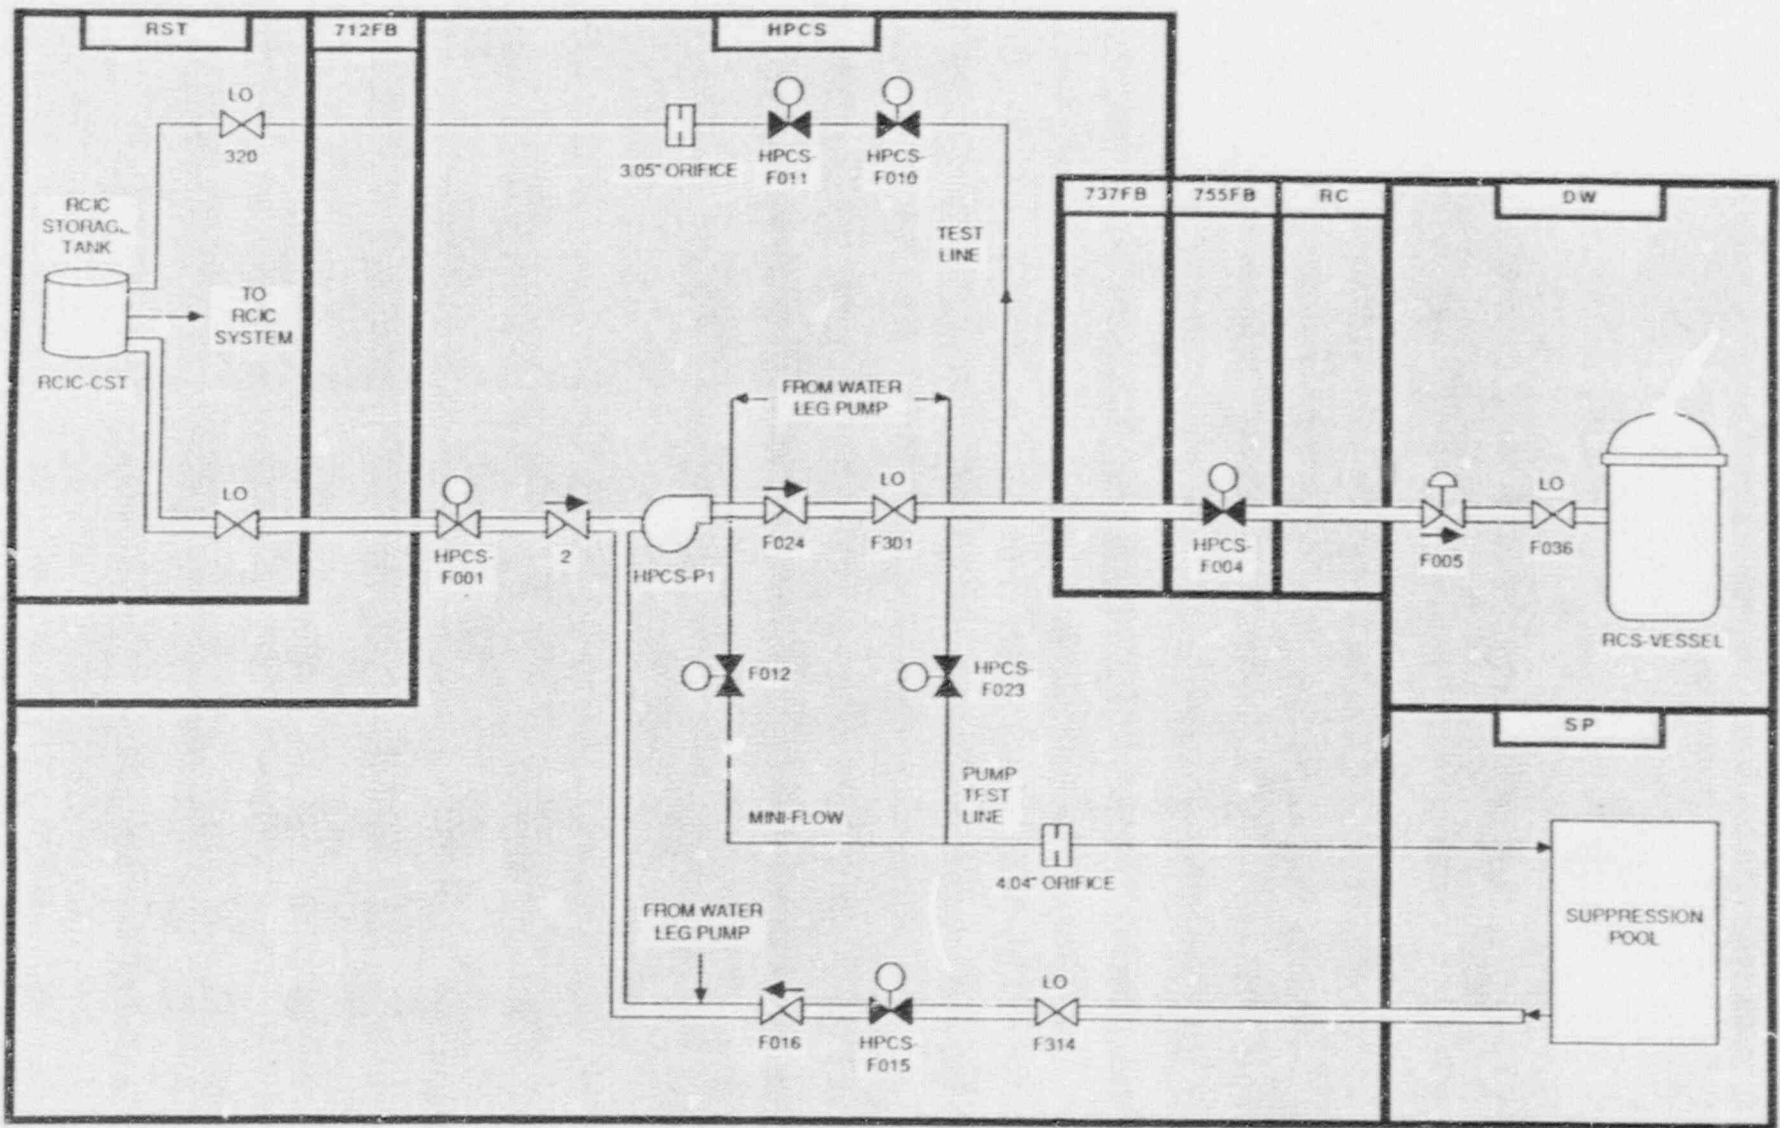 RST
712FB
HPCS
LO
320
3.05" ORIFICE
HPCS-
F011
HPCS-
F010
737FB
755FB
RC
DW
RCIC
STORAGE
TANK
TEST
LINE
TO
RCIC
SYSTEM
RCIC-CST
FROM WATER
LEG PUMP
LO
HPCS-
F001
2
HPCS-P1
F024
LO
F301
HPCS-
F004
F005
LO
F036
RCS-VESSEL
F012
HPCS-
F023
SP
MINI-FLOW
PUMP
TEST
LINE
4.04" ORIFICE
FROM WATER
LEG PUMP
SUPPRESSION
POOL
F016
HPCS-
F015
LO
F314